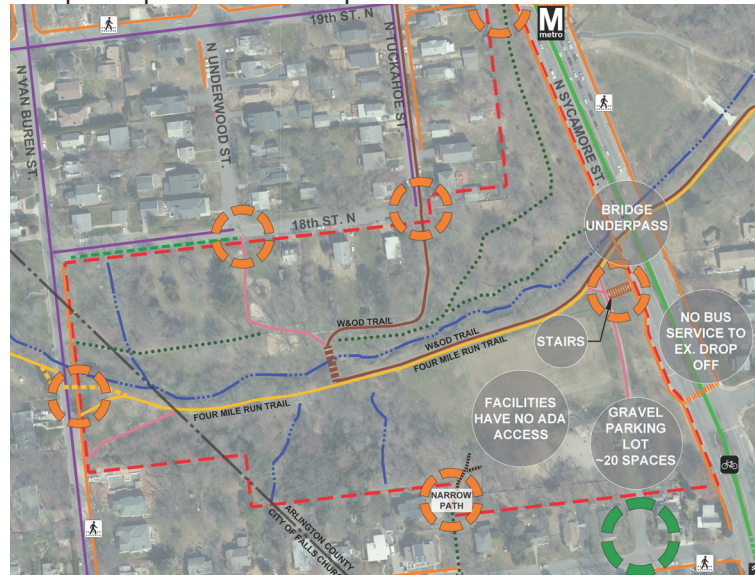 19TH ST. N
M
metro
N VAN BUREN ST.
N UNDERWOOD ST.
N TUCKAHOE ST.
N SYCAMORE ST.
BRIDGE
UNDERPASS
18TH ST. N
W&OD TRAIL
W&OD TRAIL
FOUR MILE RUN TRAIL
STAIRS
NO BUS
SERVICE TO
EX. DROP
OFF
FACILITIES
HAVE NO ADA
ACCESS
GRAVEL
PARKING
LOT
~20 SPACES
FOUR MILE RUN TRAIL
NARROW
PATH
ARLINGTON COUNTY
CITY OF FALLS CHURC